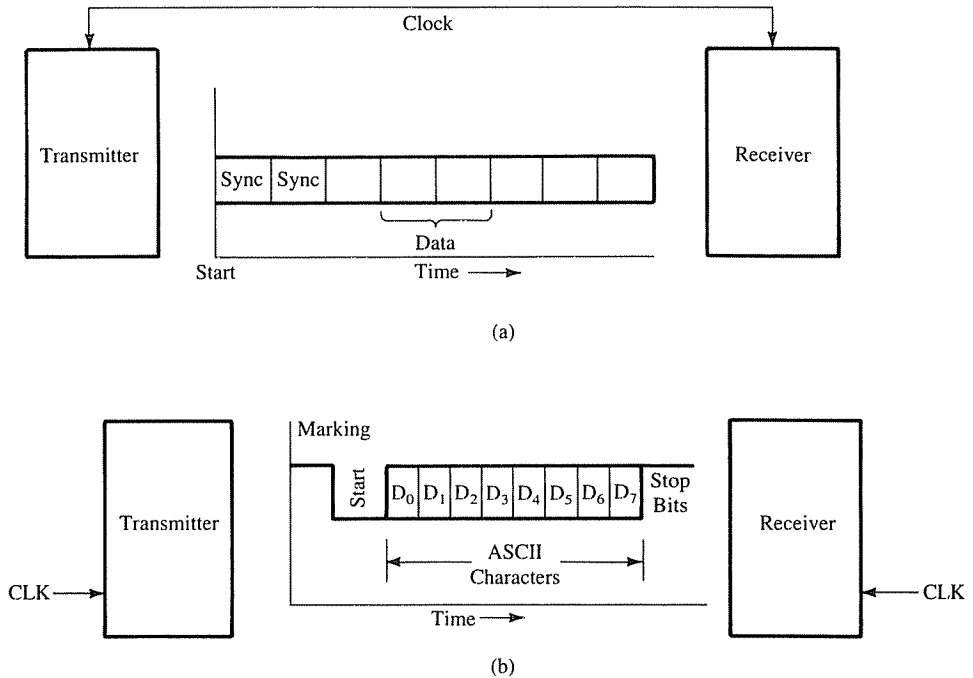 Clock
Transmitter
Receiver
Sync Sync
Data
Start
Time
(a)
Marking
Start
D₀ D₁ D₂ D₃ D₄ D₅ D₆ D₇
Stop
Bits
Transmitter
Receiver
ASCII
Characters
CLK
CLK
Time
(b)